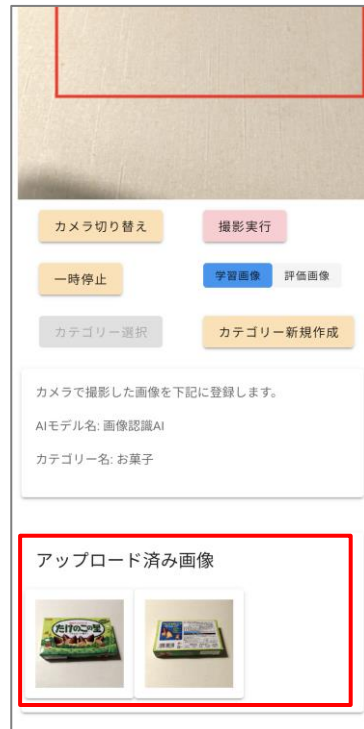 カメラ切り替え
撮影実行
一時停止
学習画像
評価画像
カテゴリー選択
カテゴリー新規作成
カメラで撮影した画像を下記に登録します。
AIモデル名: 画像認識AI
カテゴリー名: お菓子
アップロード済み画像
たけのこの里